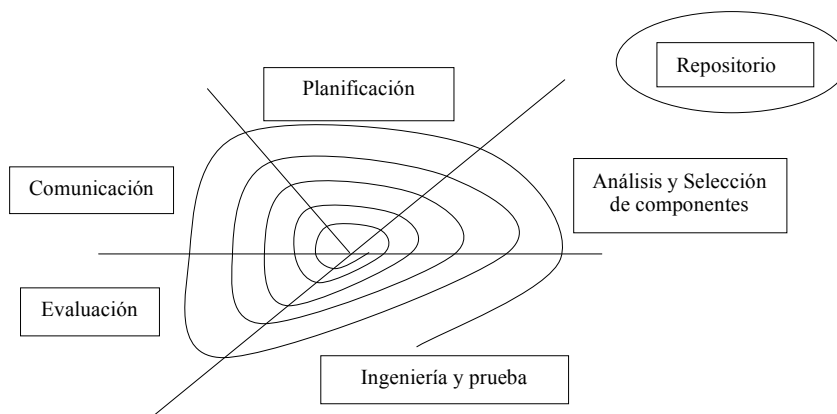 Planificación
Repositorio
Comunicación
Análisis y Selección
de componentes
Evaluación
Ingeniería y prueba